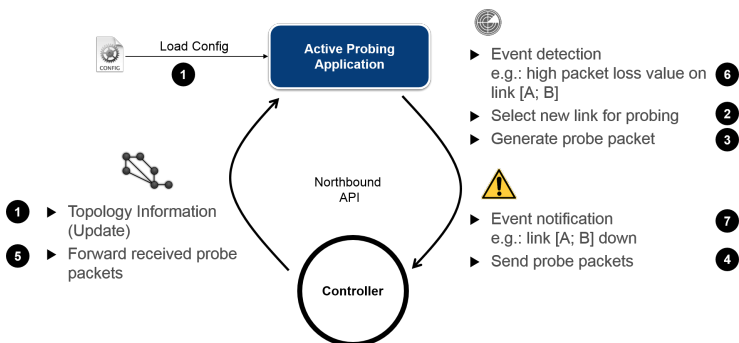 CONFIG
Load Config
1
Active Probing
Application
► Event detection
e.g.: high packet loss value on
link [A; B]
6
► Select new link for probing
2
► Generate probe packet
3
Northbound
API
1
► Topology Information
(Update)
5
► Forward received probe
packets
► Event notification
e.g.: link [A; B] down
7
► Send probe packets
4
Controller